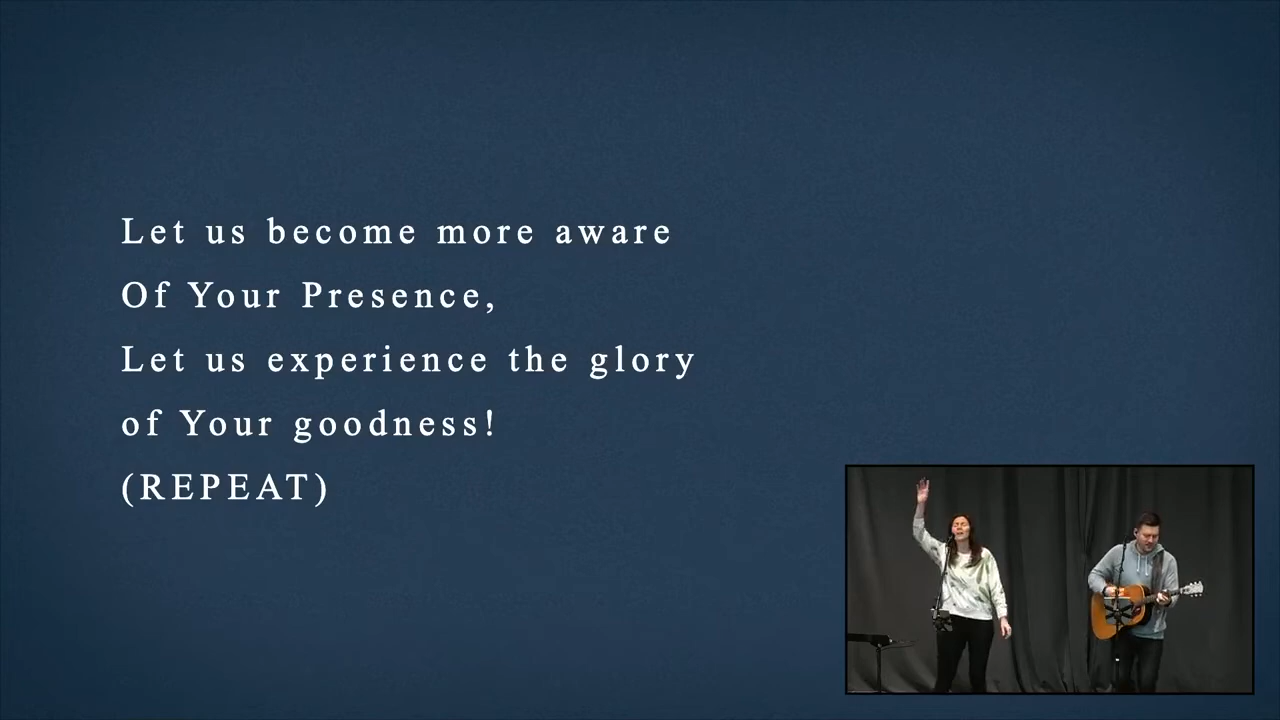 Let us become more aware
Of Your Presence,
Let us experience the glory
of Your goodness!
(REPEAT)